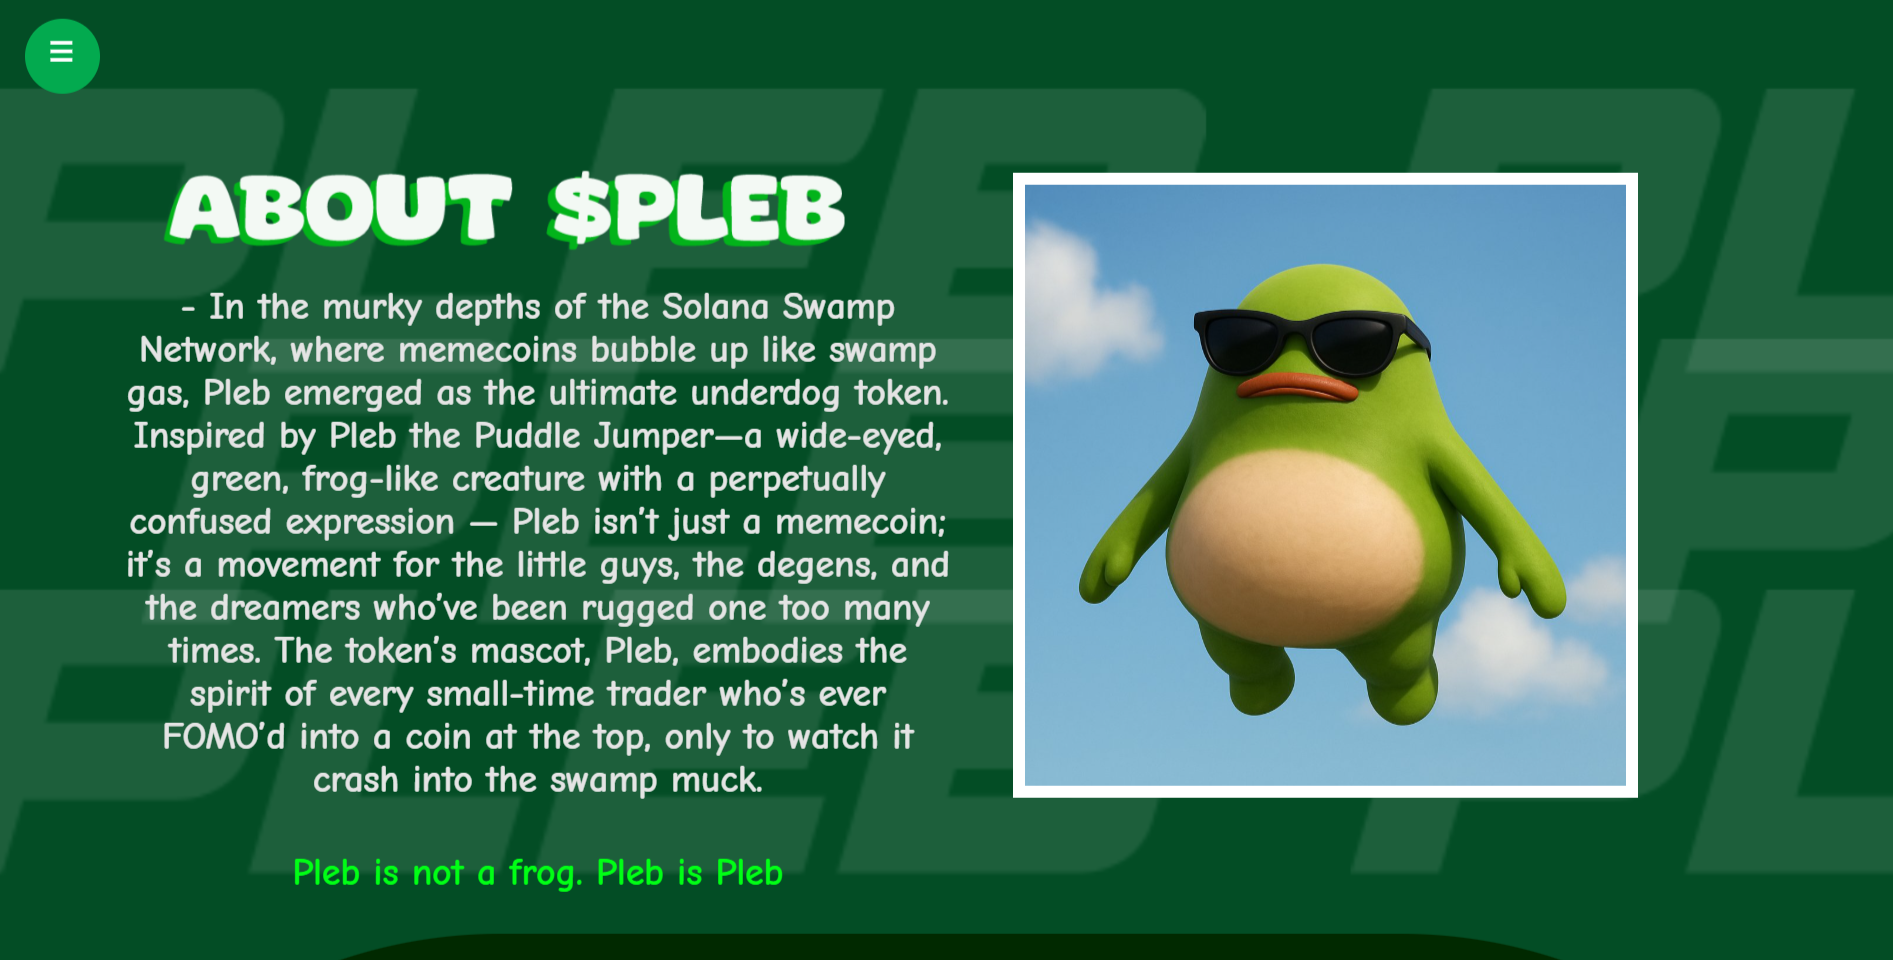 ABOUT $PLEB
- In the murky depths of the Solana Swamp
Network, where memecoins bubble up like swamp
gas, Pleb emerged as the ultimate underdog token.
Inspired by Pleb the Puddle Jumper—a wide-eyed,
green, frog-like creature with a perpetually
confused expression — Pleb isn't just a memecoin;
it's a movement for the little guys, the degens, and
the dreamers who've been rugged one too many
times. The token's mascot, Pleb, embodies the
spirit of every small-time trader who's ever
FOMO'd into a coin at the top, only to watch it
crash into the swamp muck.
Pleb is not a frog. Pleb is Pleb
PLEB PL
PLEB PL